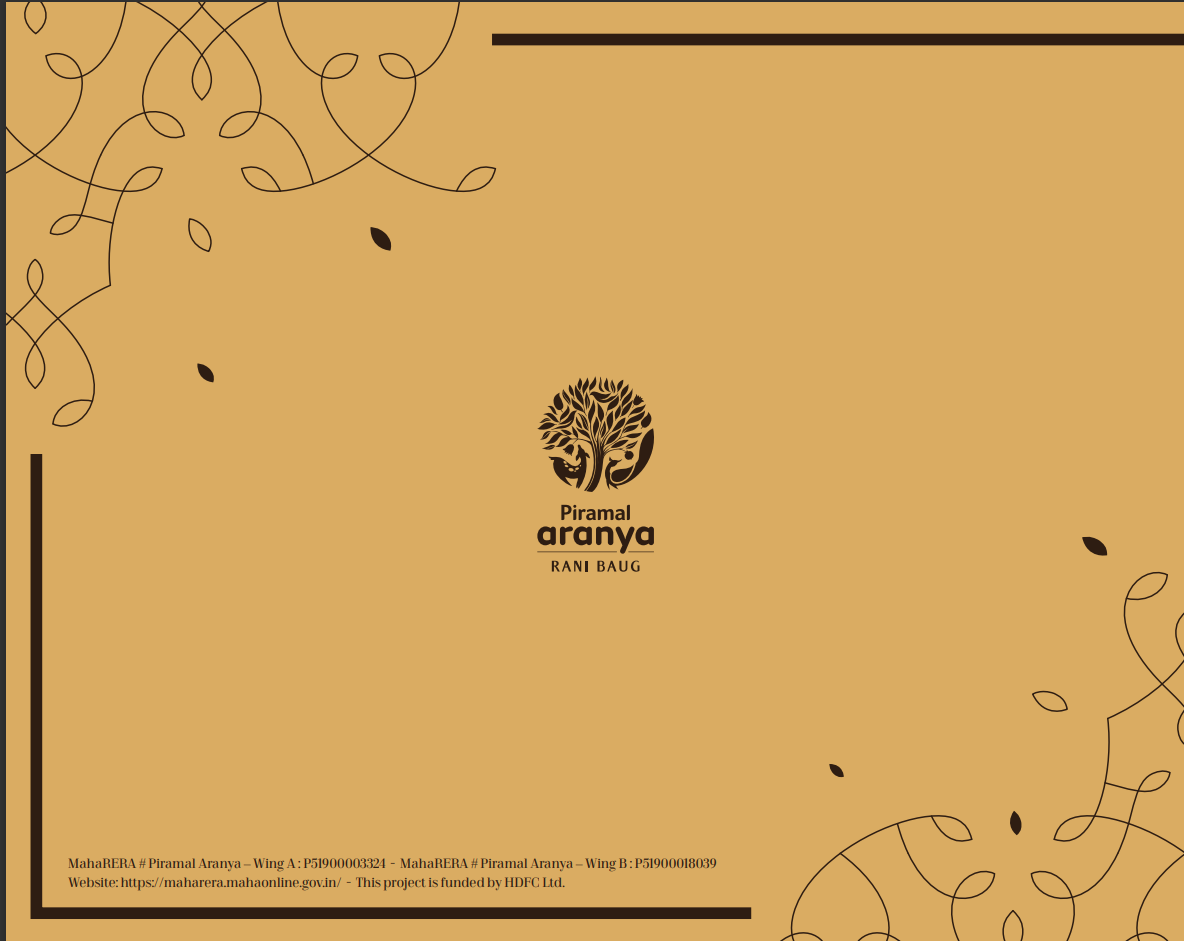 Piramal
aranya
RANI BAUG
MahaRERA # Piramal Aranya – Wing A : P51900003324 - MahaRERA # Piramal Aranya – Wing B : P51900018039
Website: https://maharera.mahaonline.gov.in/ - This project is funded by HDFC Ltd.